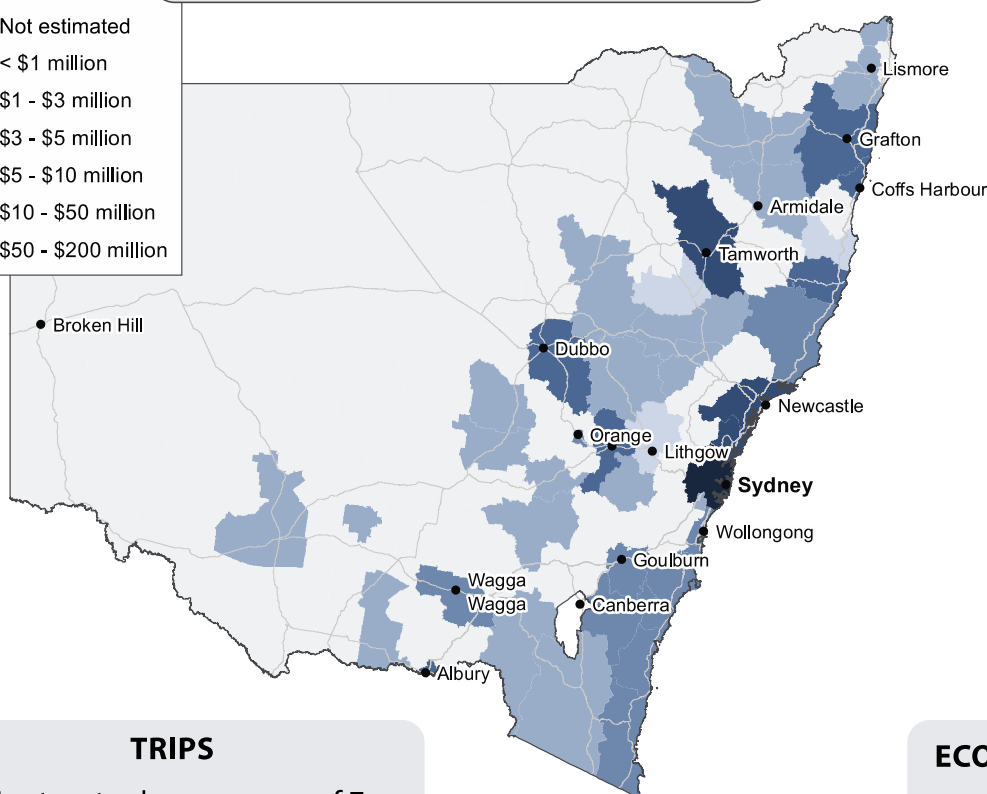 Not estimated
< $1 million
$1 - $3 million
$3 - $5 million
$5 - $10 million
$10 - $50 million
$50 - $200 million
Lismore
Grafton
Coffs Harbour
Armidale
Tamworth
Broken Hill
Dubbo
Newcastle
Orange
Lithgow
Sydney
Wollongong
Goulburn
Wagga
Wagga
Canberra
Albury
TRIPS
ECO